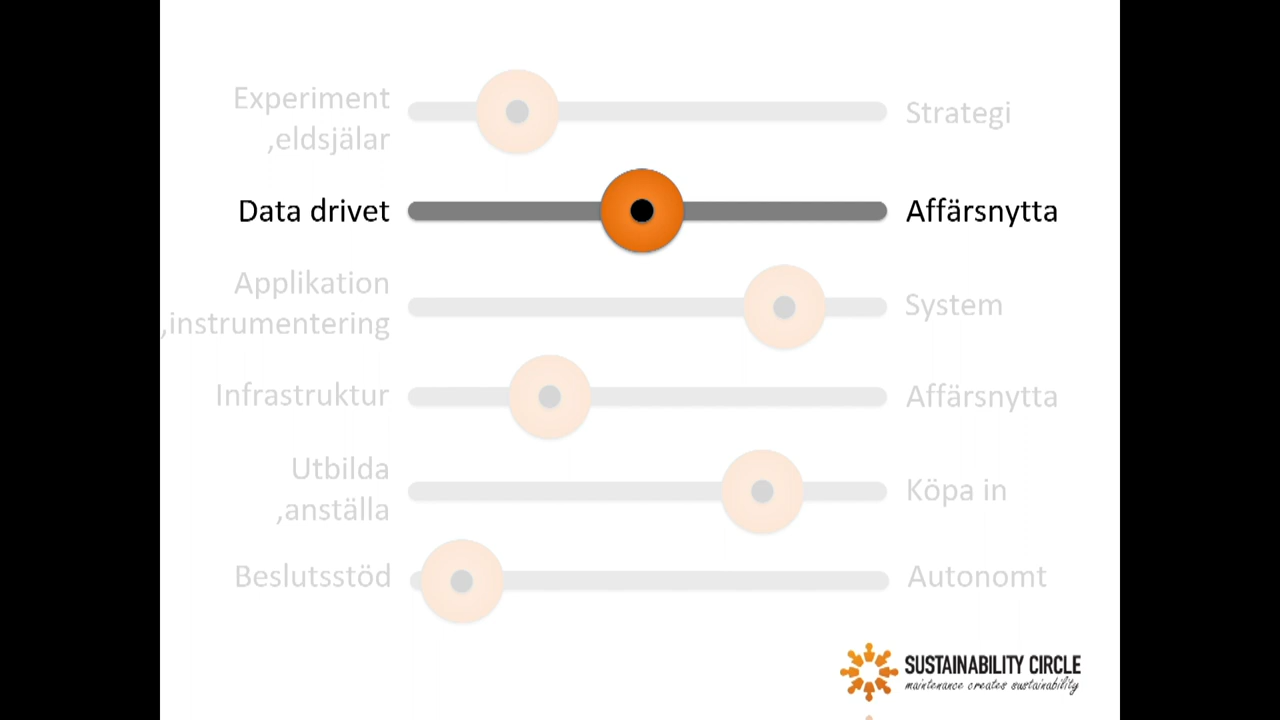 Experiment
,eldsjälar
Strategi
Data drivet
Affärsnytta
Applikation
,instrumentering
System
Infrastruktur
Affärsnytta
Utbilda
,anställa
Köpa in
Beslutsstöd
Autonomt
SUSTAINABILITY CIRCLE
maintenance creates sustainability